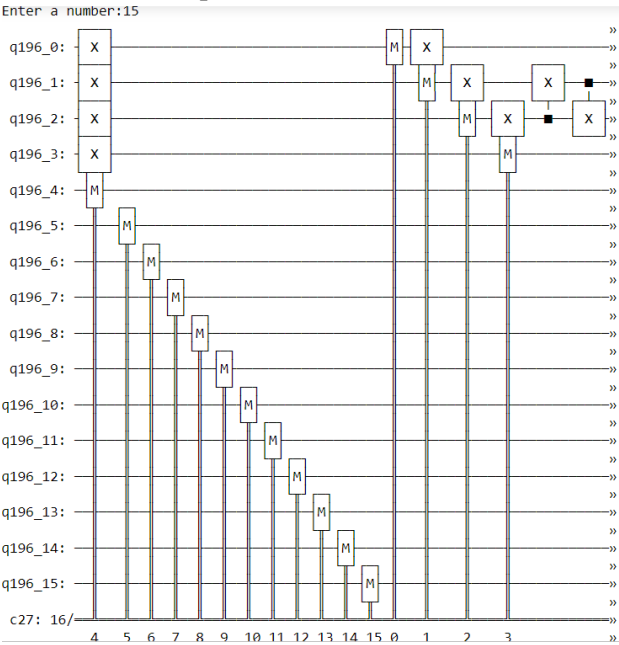 Enter a number:15
»
q196_0: X M X »
»
q196_1: X M X X ■ »
»
q196_2: X M X ■ X »
»
q196_3: X M »
»
q196_4: M »
»
q196_5: M »
»
q196_6: M »
»
q196_7: M »
»
q196_8: M »
»
q196_9: M »
»
q196_10: M »
»
q196_11: M »
»
q196_12: M »
»
q196_13: M »
»
q196_14: M »
»
q196_15: M »
»
c27: 16/ »
4 5 6 7 8 9 10 11 12 13 14 15 0 1 2 3